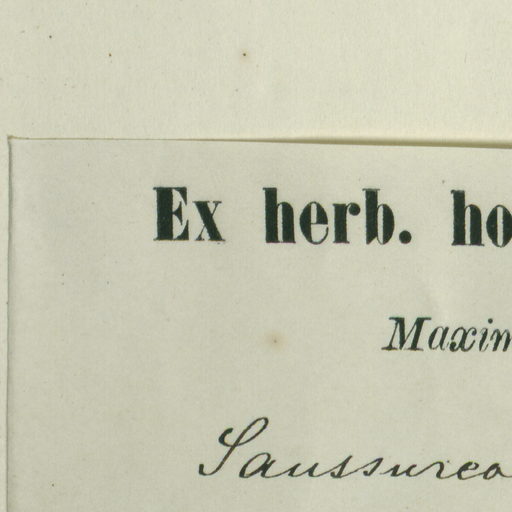 Ex herb. ho
Maxim
Saussurea